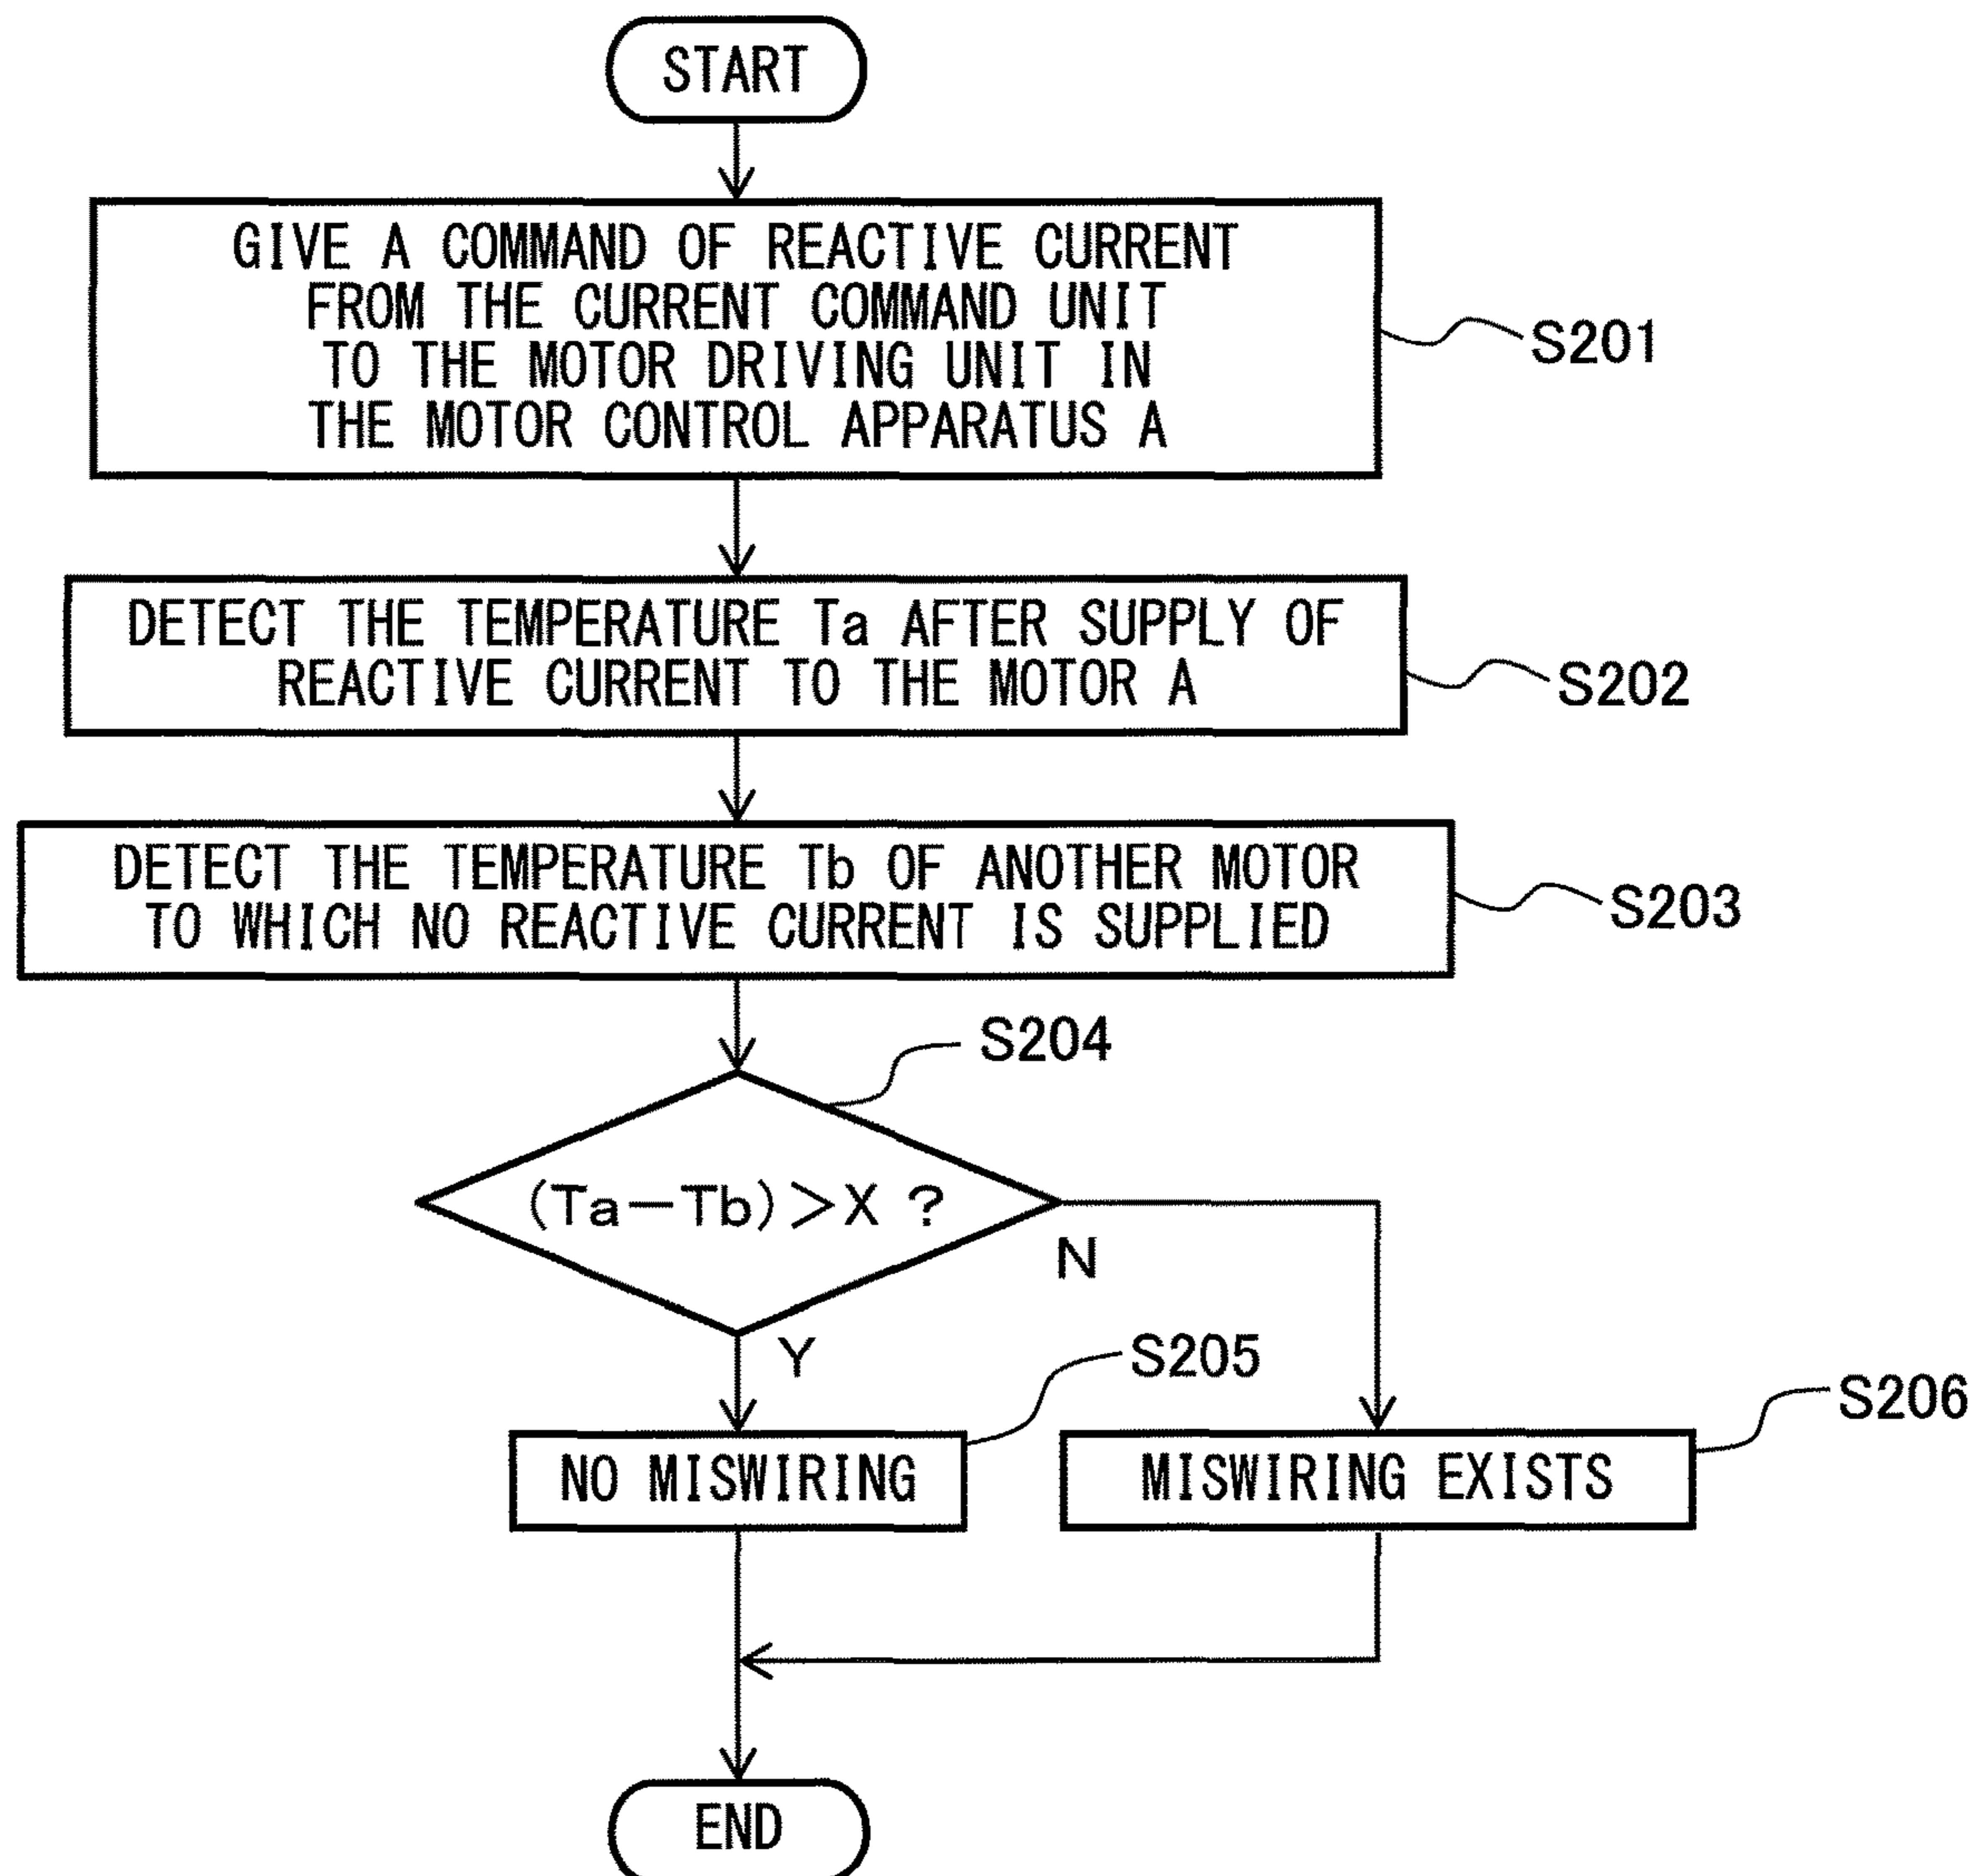 START
GIVE A COMMAND OF REACTIVE CURRENT
FROM THE CURRENT COMMAND UNIT
TO THE MOTOR DRIVING UNIT IN
THE MOTOR CONTROL APPARATUS A
S201
DETECT THE TEMPERATURE Ta AFTER SUPPLY OF
REACTIVE CURRENT TO THE MOTOR A
S202
DETECT THE TEMPERATURE Tb OF ANOTHER MOTOR
TO WHICH NO REACTIVE CURRENT IS SUPPLIED
S203
S204
(Ta−Tb)>X ?
N
Y
S205
S206
NO MISWIRING
MISWIRING EXISTS
END